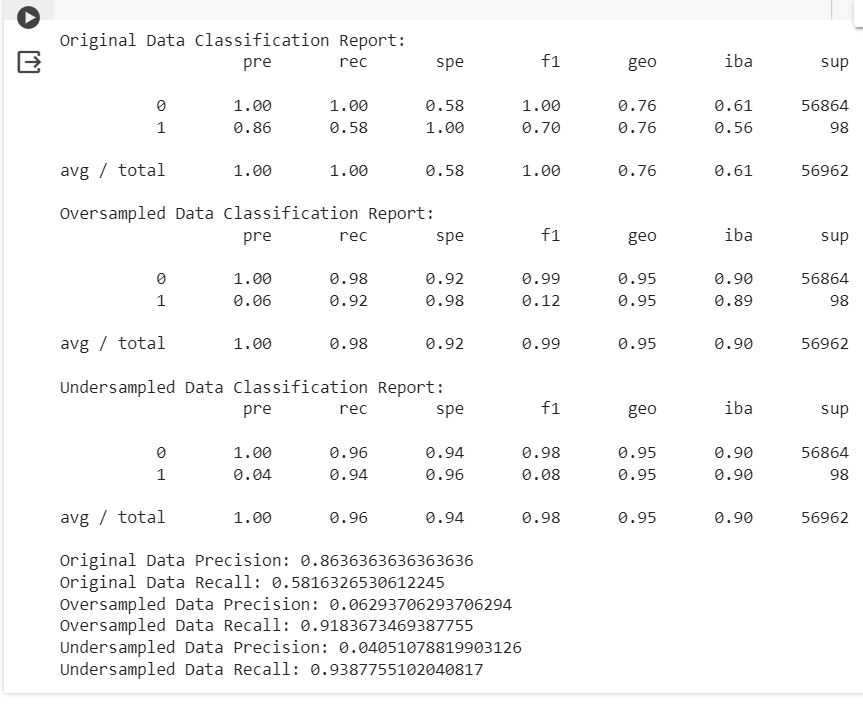 Original Data Classification Report:
pre rec spe f1 geo iba sup
0 1.00 1.00 0.58 1.00 0.76 0.61 56864
1 0.86 0.58 1.00 0.70 0.76 0.56 98
avg / total 1.00 1.00 0.58 1.00 0.76 0.61 56962
Oversampled Data Classification Report:
pre rec spe f1 geo iba sup
0 1.00 0.98 0.92 0.99 0.95 0.90 56864
1 0.06 0.92 0.98 0.12 0.95 0.89 98
avg / total 1.00 0.98 0.92 0.99 0.95 0.90 56962
Undersampled Data Classification Report:
pre rec spe f1 geo iba sup
0 1.00 0.96 0.94 0.98 0.95 0.90 56864
1 0.04 0.94 0.96 0.08 0.95 0.90 98
avg / total 1.00 0.96 0.94 0.98 0.95 0.90 56962
Original Data Precision: 0.8636363636363636
Original Data Recall: 0.5816326530612245
Oversampled Data Precision: 0.06293706293706294
Oversampled Data Recall: 0.9183673469387755
Undersampled Data Precision: 0.04051078819903126
Undersampled Data Recall: 0.9387755102040817